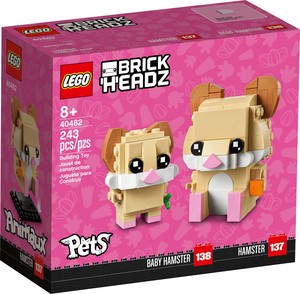 LEGO
BRICK
HEADZ
8+
40482
243
pcs/pzs
Building Toy
Jouet de
construction
Juguete para
Construir
LEGO
Animaux
Pets
BABY HAMSTER 138
HAMSTER 137